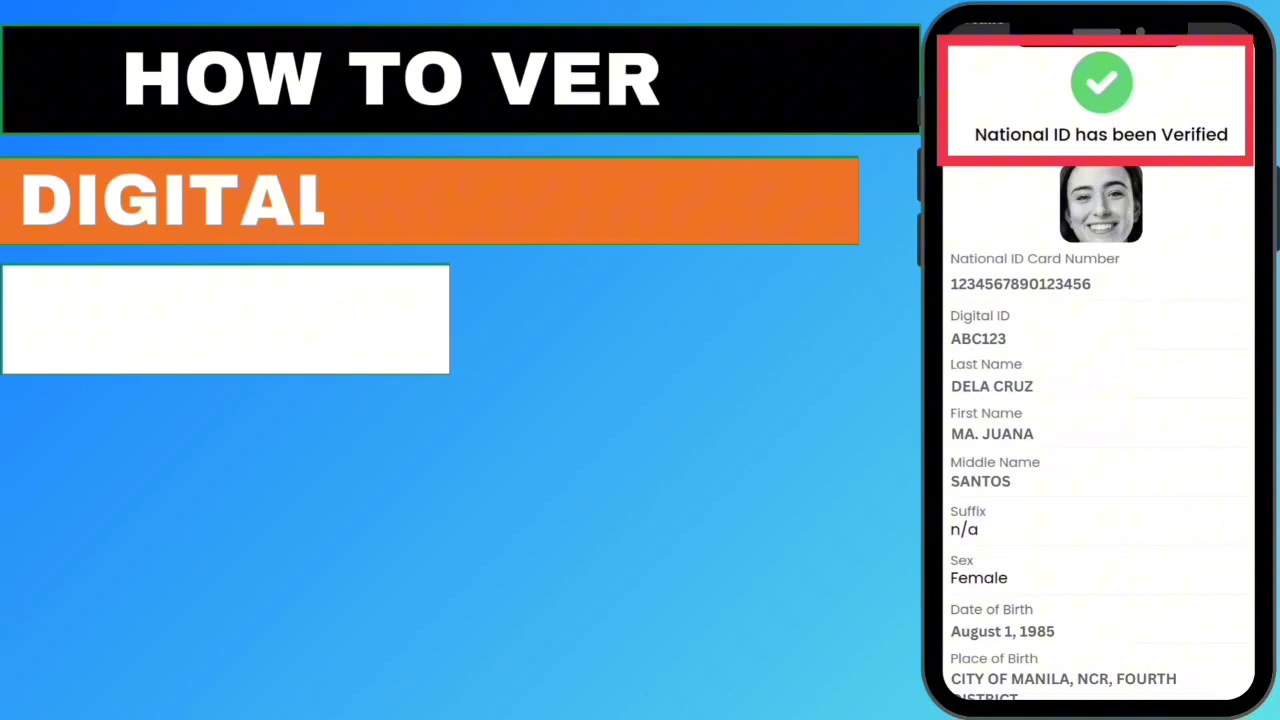 HOW TO VER
DIGITAL
National ID has been Verified
National ID Card Number
1234567890123456
Digital ID
ABC123
Last Name
DELA CRUZ
First Name
MA. JUANA
Middle Name
SANTOS
Suffix
n/a
Sex
Female
Date of Birth
August 1, 1985
Place of Birth
CITY OF MANILA, NCR, FOURTH
DISTRICT